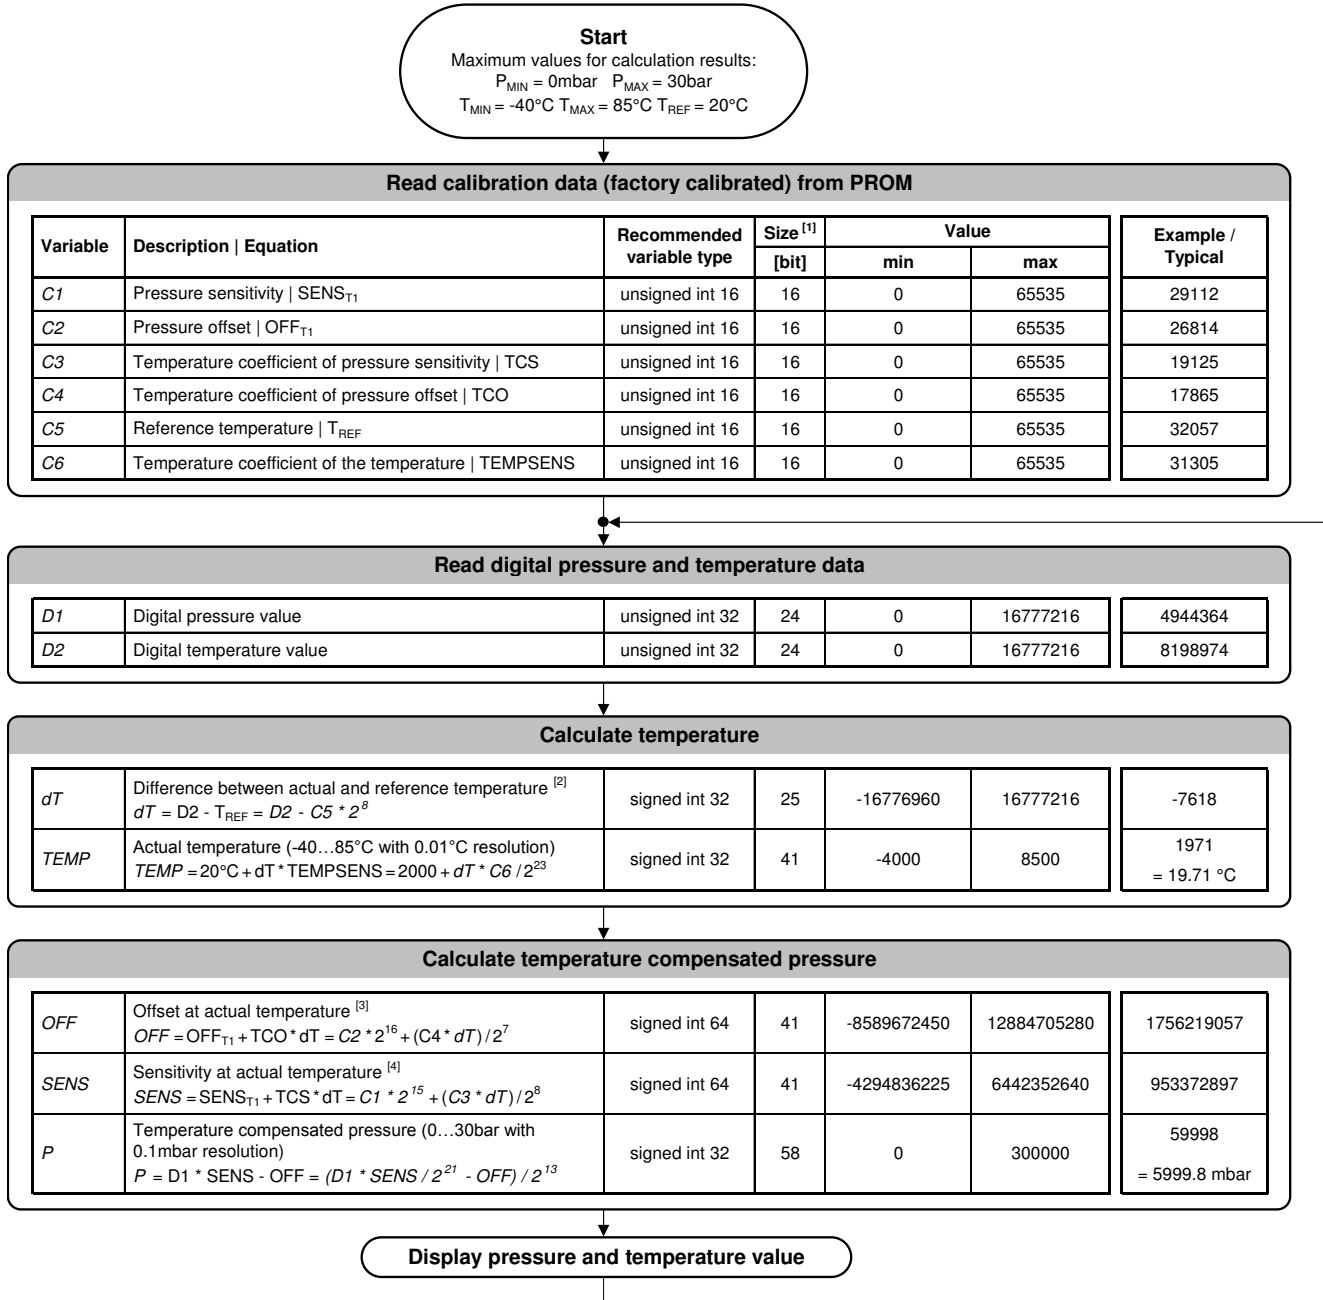 Start
Maximum values for calculation results:
P_MIN = 0mbar P_MAX = 30bar
T_MIN = -40°C T_MAX = 85°C T_REF = 20°C
Read calibration data (factory calibrated) from PROM
Variable Description | Equation Recommended variable type Size [1] [bit] Value min max Example / Typical
C1 Pressure sensitivity | SENS_T1 unsigned int 16 16 0 65535 29112
C2 Pressure offset | OFF_T1 unsigned int 16 16 0 65535 26814
C3 Temperature coefficient of pressure sensitivity | TCS unsigned int 16 16 0 65535 19125
C4 Temperature coefficient of pressure offset | TCO unsigned int 16 16 0 65535 17865
C5 Reference temperature | T_REF unsigned int 16 16 0 65535 32057
C6 Temperature coefficient of the temperature | TEMPSENS unsigned int 16 16 0 65535 31305
Read digital pressure and temperature data
D1 Digital pressure value unsigned int 32 24 0 16777216 4944364
D2 Digital temperature value unsigned int 32 24 0 16777216 8198974
Calculate temperature
dT Difference between actual and reference temperature [2]
dT = D2 - T_REF = D2 - C5 * 2^8 signed int 32 25 -16776960 16777216 -7618
TEMP Actual temperature (-40…85°C with 0.01°C resolution)
TEMP = 20°C + dT * TEMPSENS = 2000 + dT * C6 / 2^23 signed int 32 41 -4000 8500 1971
= 19.71 °C
Calculate temperature compensated pressure
OFF Offset at actual temperature [3]
OFF = OFF_T1 + TCO * dT = C2 * 2^16 + (C4 * dT) / 2^7 signed int 64 41 -8589672450 12884705280 1756219057
SENS Sensitivity at actual temperature [4]
SENS = SENS_T1 + TCS * dT = C1 * 2^15 + (C3 * dT) / 2^8 signed int 64 41 -4294836225 6442352640 953372897
P Temperature compensated pressure (0…30bar with
0.1mbar resolution)
P = D1 * SENS - OFF = (D1 * SENS / 2^21 - OFF) / 2^13 signed int 32 58 0 300000 59998
= 5999.8 mbar
Display pressure and temperature value